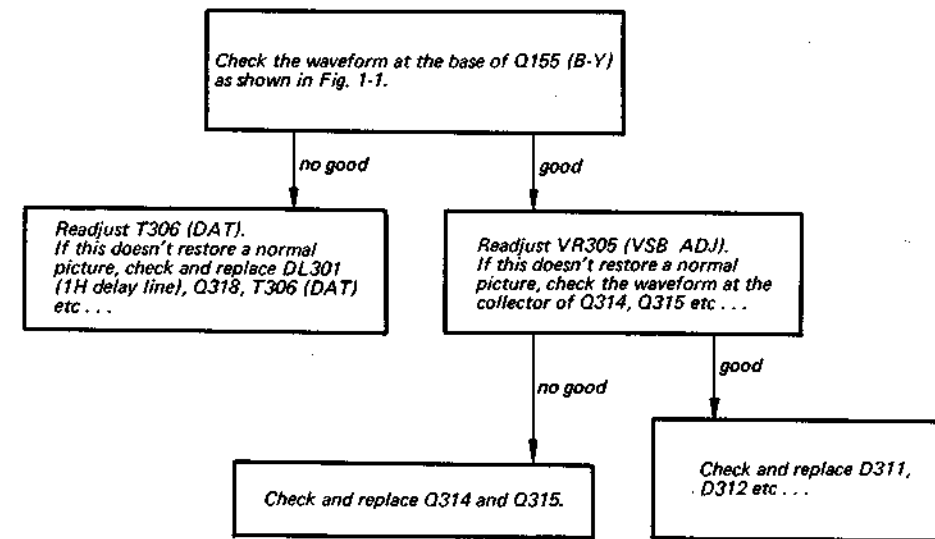 Check the waveform at the base of Q155 (B-Y)
as shown in Fig. 1-1.
no good
good
Readjust T306 (DAT).
If this doesn't restore a normal
picture, check and replace DL301
(1H delay line), Q318, T306 (DAT)
etc . . .
Readjust VR305 (VSB ADJ).
If this doesn't restore a normal
picture, check the waveform at the
collector of Q314, Q315 etc . . .
no good
good
Check and replace Q314 and Q315.
Check and replace D311,
D312 etc . . .